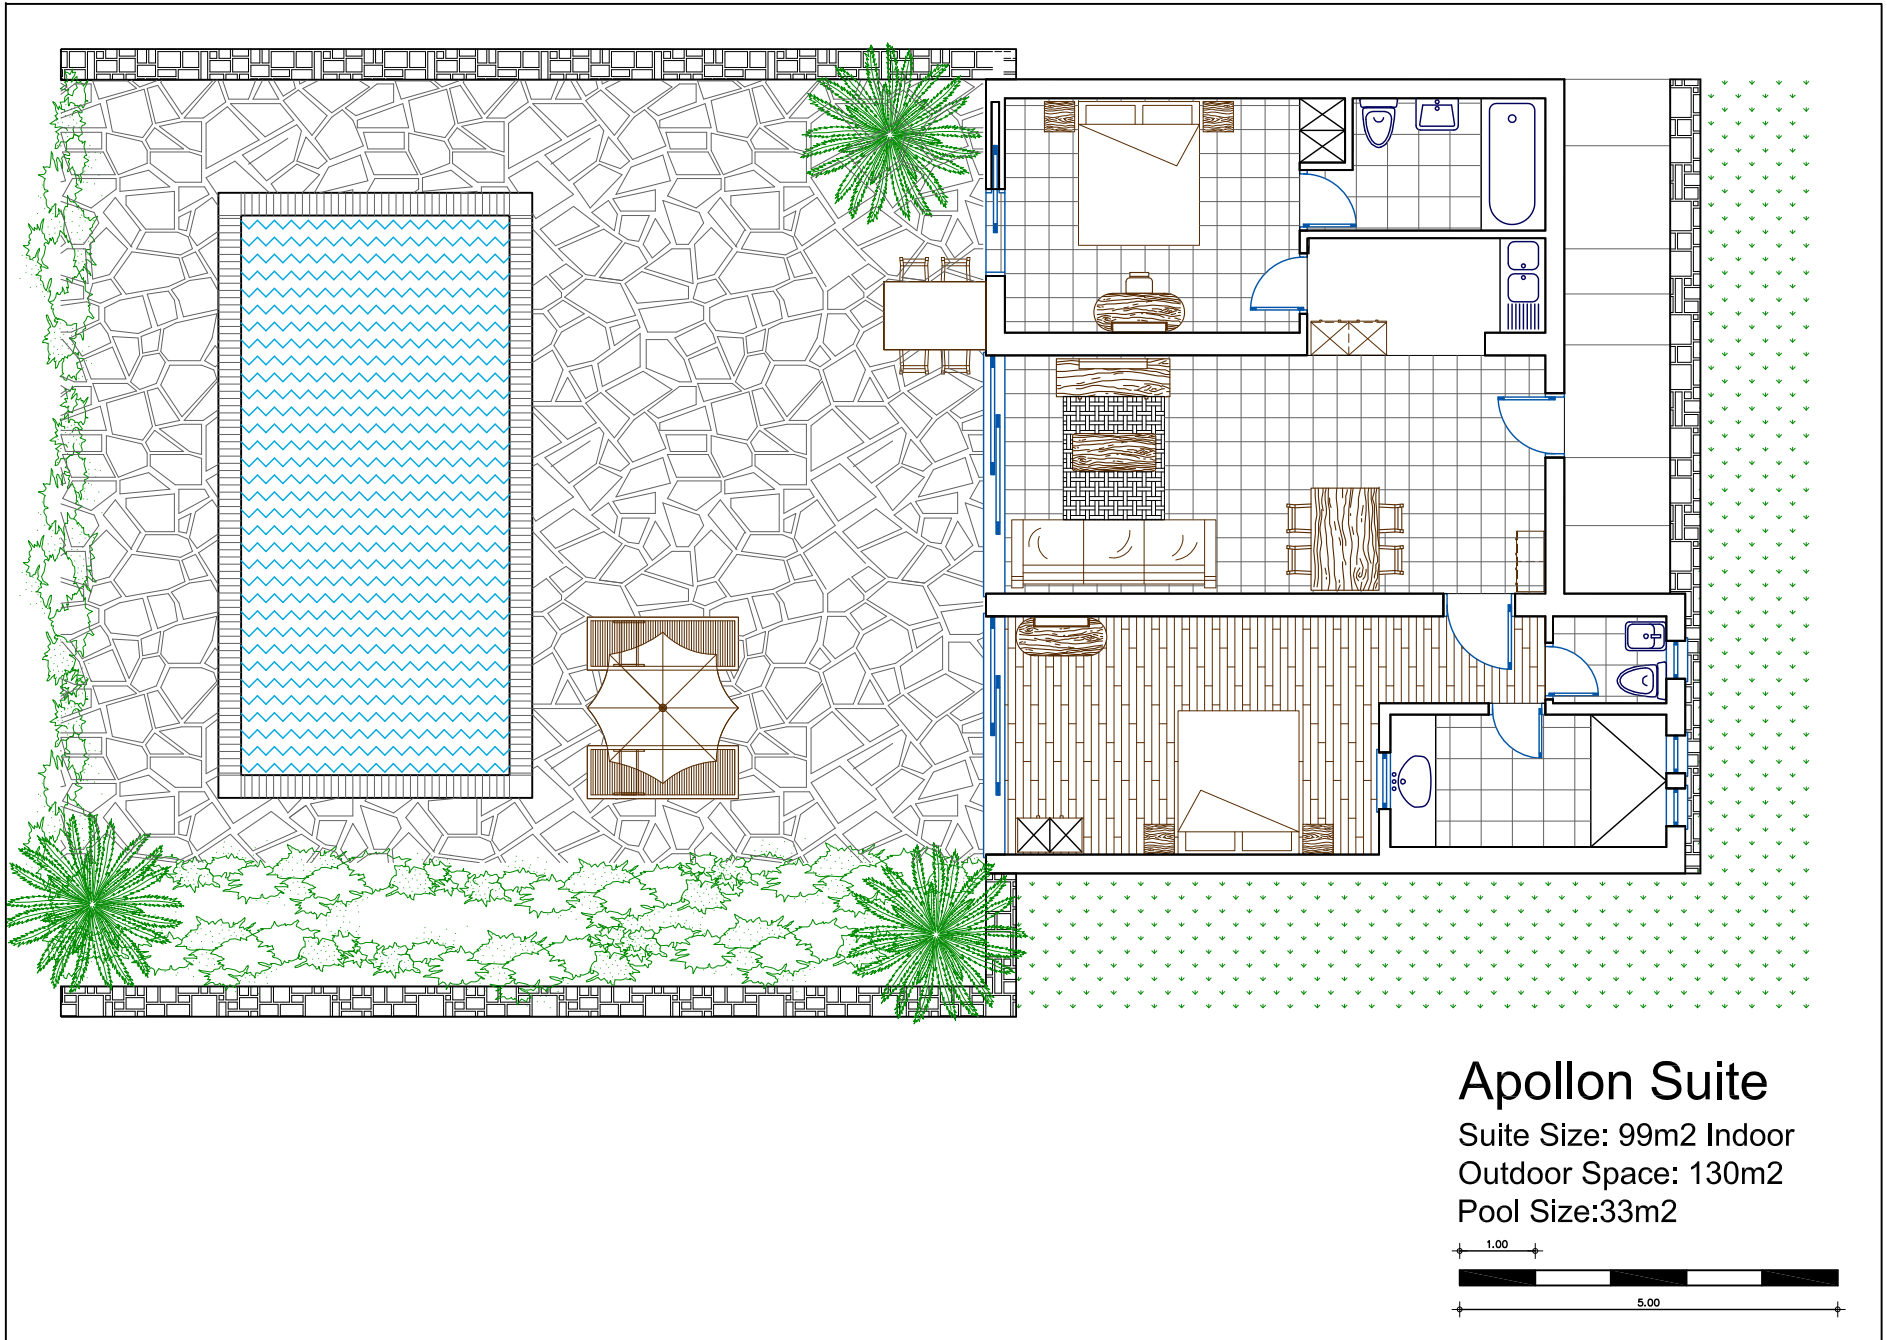 Apollon Suite
Suite Size: 99m2 Indoor
Outdoor Space: 130m2
Pool Size:33m2
1.00
5.00